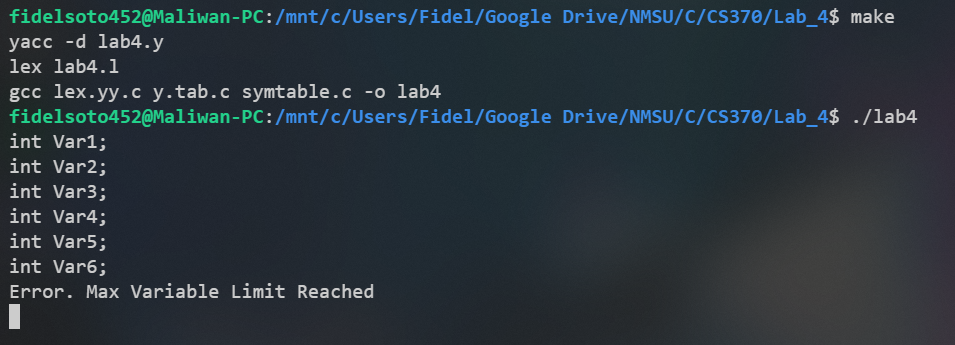 fidelsoto452@Maliwan-PC:/mnt/c/Users/Fidel/Google Drive/NMSU/C/CS370/Lab_4$ make
yacc -d lab4.y
lex lab4.l
gcc lex.yy.c y.tab.c symtable.c -o lab4
fidelsoto452@Maliwan-PC:/mnt/c/Users/Fidel/Google Drive/NMSU/C/CS370/Lab_4$ ./lab4
int Var1;
int Var2;
int Var3;
int Var4;
int Var5;
int Var6;
Error. Max Variable Limit Reached